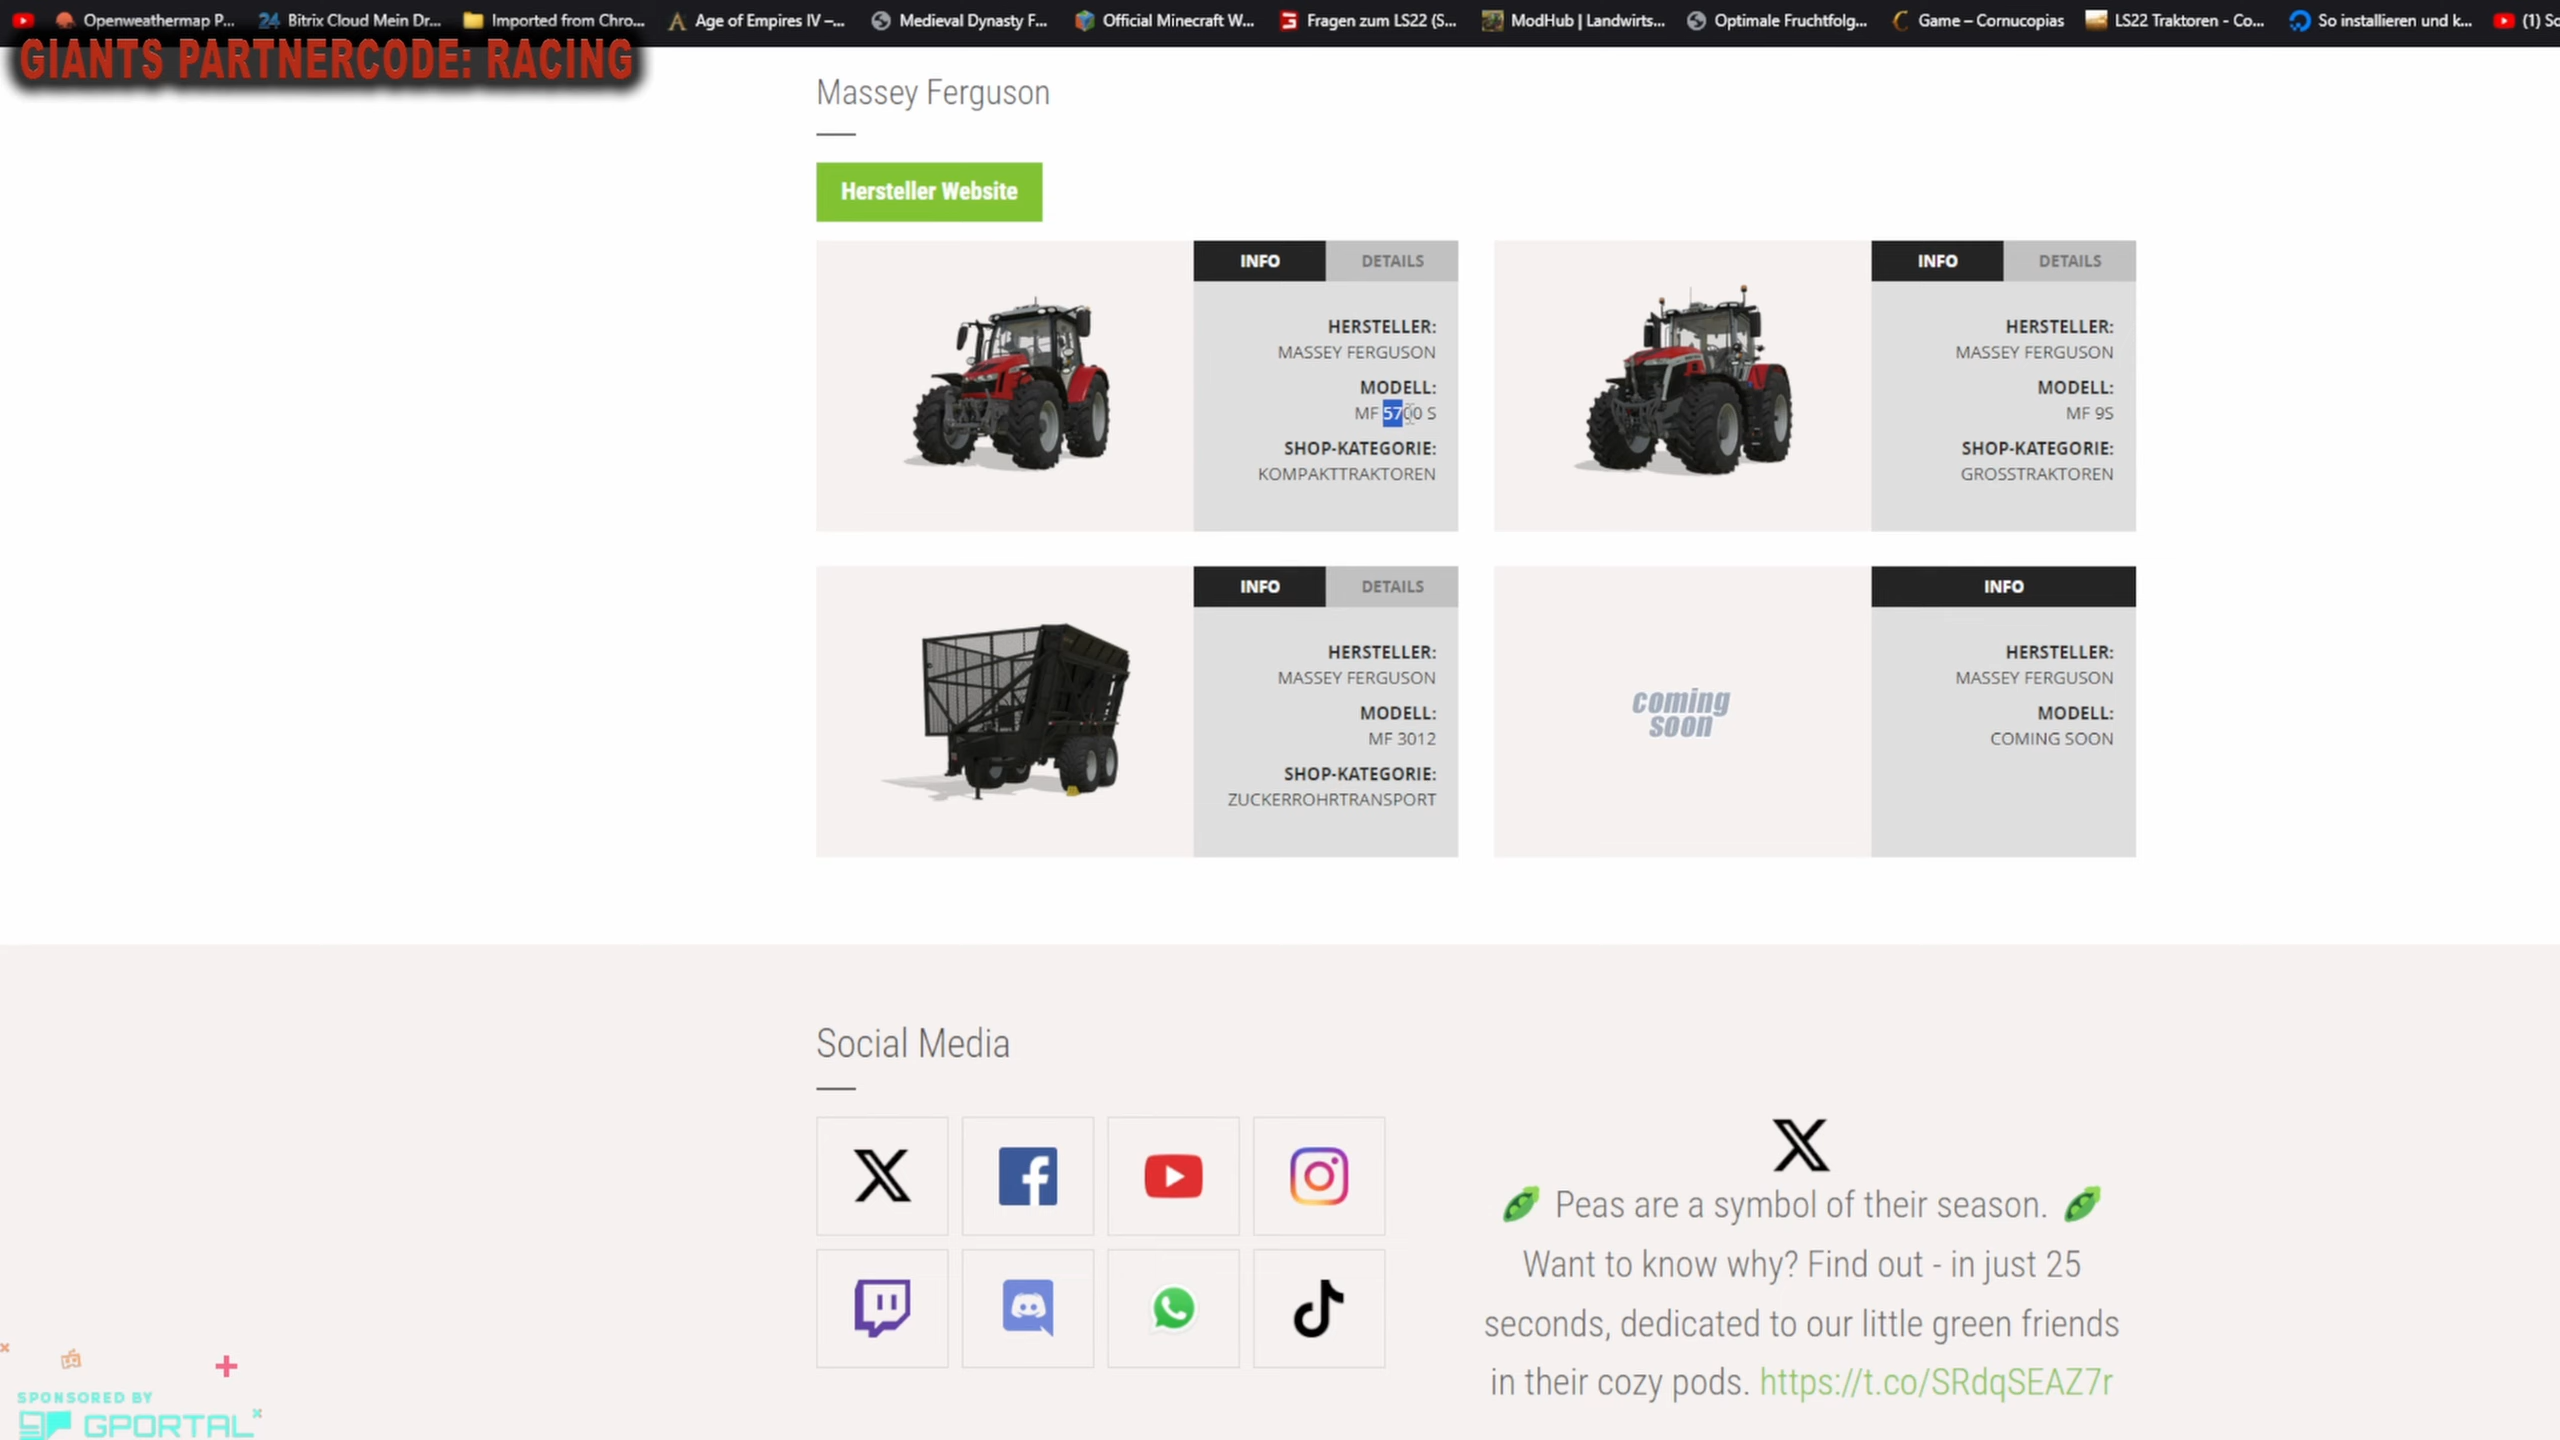 Openweathermap P...
24 Bitrix Cloud Mein Dr...
Imported from Chro...
Age of Empires IV –...
Medieval Dynasty F...
Official Minecraft W...
Fragen zum LS22 (S...
ModHub | Landwirts...
Optimale Fruchtfolg...
Game – Cornucopias
LS22 Traktoren - Co...
So installieren und k...
(1) So
GIANTS PARTNERCODE: RACING
Massey Ferguson
Hersteller Website
INFO DETAILS
HERSTELLER:
MASSEY FERGUSON
MODELL:
MF 5700 S
SHOP-KATEGORIE:
KOMPAKTTRAKTOREN
INFO DETAILS
HERSTELLER:
MASSEY FERGUSON
MODELL:
MF 9S
SHOP-KATEGORIE:
GROSSTRAKTOREN
INFO DETAILS
HERSTELLER:
MASSEY FERGUSON
MODELL:
MF 3012
SHOP-KATEGORIE:
ZUCKERROHRTRANSPORT
coming
soon
INFO
HERSTELLER:
MASSEY FERGUSON
MODELL:
COMING SOON
Social Media
Peas are a symbol of their season.
Want to know why? Find out - in just 25
seconds, dedicated to our little green friends
in their cozy pods. https://t.co/SRdqSEAZ7r
SPONSORED BY
GPORTAL